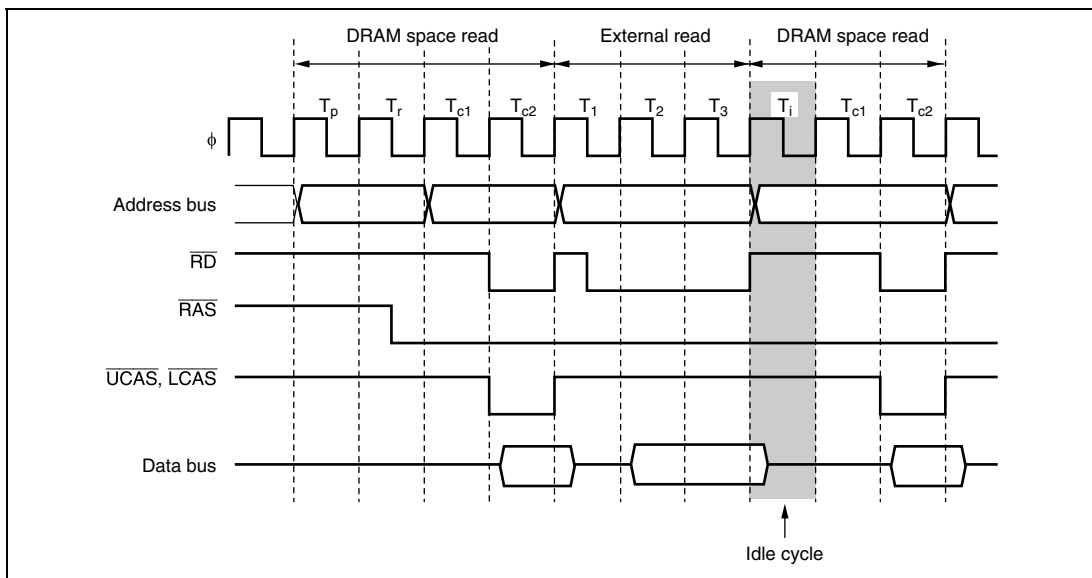 DRAM space read External read DRAM space read
Tp Tr Tc1 Tc2 T1 T2 T3 Ti Tc1 Tc2
ϕ
Address bus
RD
RAS
UCAS, LCAS
Data bus
Idle cycle